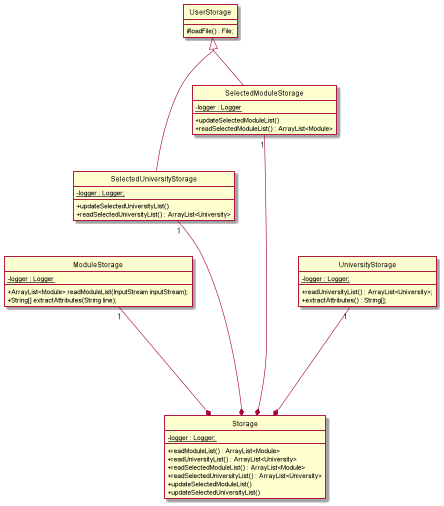 UserStorage
#loadFile() : File;
SelectedModuleStorage
-logger : Logger
+updateSelectedModuleList()
+readSelectedModuleList() : ArrayList<Module>
1
SelectedUniversityStorage
-logger : Logger;
+updateSelectedUniversityList()
+readSelectedUniversityList() : ArrayList<University>
1
ModuleStorage
-logger : Logger
+ArrayList<Module> readModuleList(InputStream inputStream);
+String[] extractAttributes(String line);
1
UniversityStorage
-logger : Logger;
+readUniversityList() : ArrayList<University>;
+extractAttributes() : String[];
1
Storage
-logger : Logger;
+readModuleList() : ArrayList<Module>
+readUniversityList() : ArrayList<University>
+readSelectedModuleList() : ArrayList<Module>
+readSelectedUniversityList() : ArrayList<University>
+updateSelectedModuleList()
+updateSelectedUniversityList()